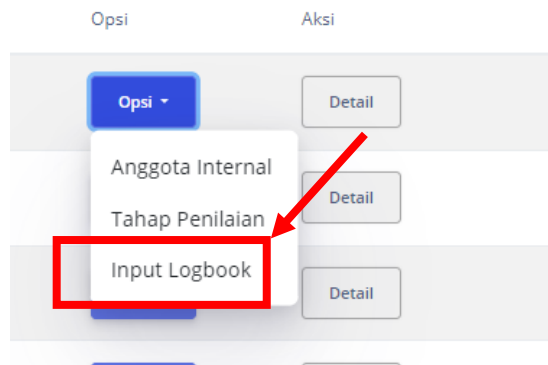 Opsi Aksi
Opsi Detail
Anggota Internal
Tahap Penilaian Detail
Input Logbook
Detail